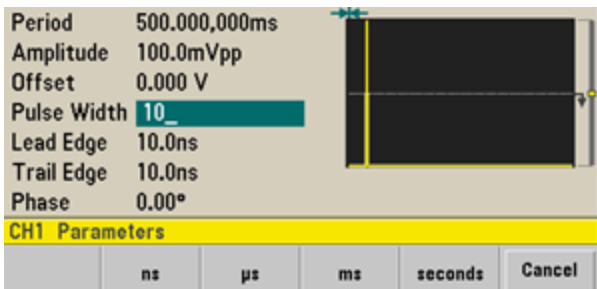 Period 500.000,000ms
Amplitude 100.0mVpp
Offset 0.000 V
Pulse Width 10_
Lead Edge 10.0ns
Trail Edge 10.0ns
Phase 0.00°
CH1 Parameters
ns µs ms seconds Cancel